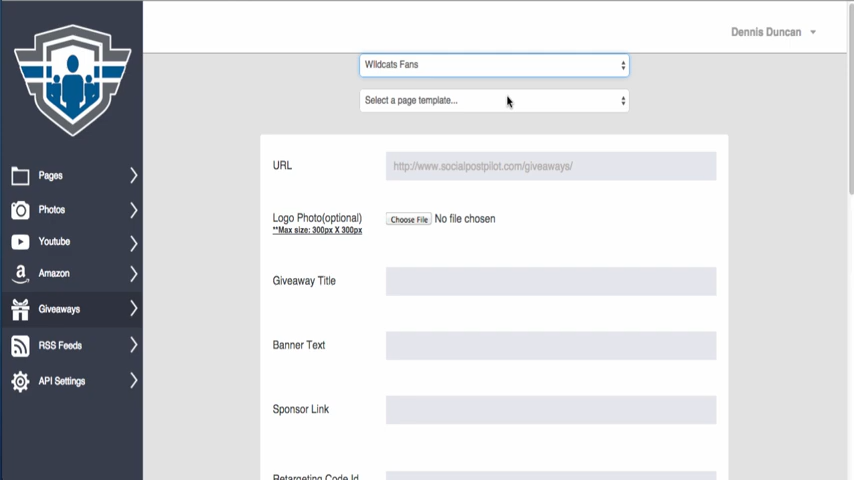 Dennis Duncan
Wildcats Fans
Select a page template...
Pages
Photos
Youtube
Amazon
Giveaways
RSS Feeds
API Settings
URL
http://www.socialpostpilot.com/giveaways/
Logo Photo(optional)
Choose File No file chosen
**Max size: 300px X 300px
Giveaway Title
Banner Text
Sponsor Link
Retargeting Code Id